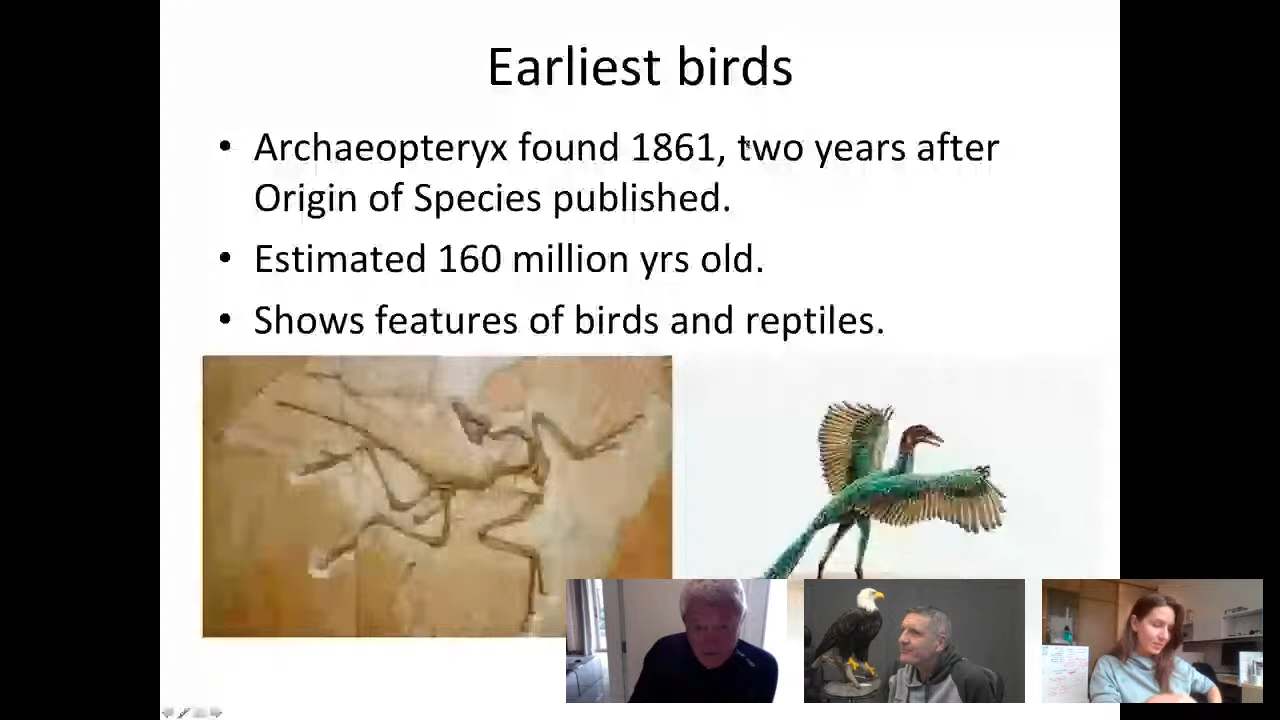 Earliest birds
• Archaeopteryx found 1861, two years after
Origin of Species published.
• Estimated 160 million yrs old.
• Shows features of birds and reptiles.